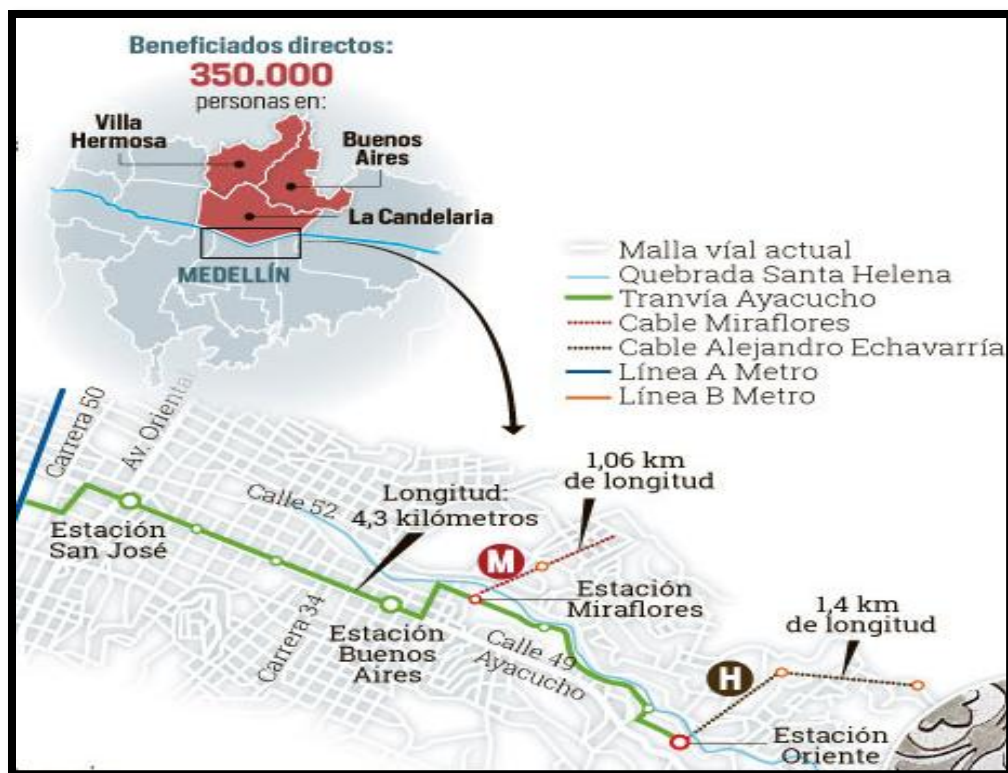 Beneficiados directos:
350.000
personas en:
Villa
Hermosa
Buenos
Aires
La Candelaria
MEDELLÍN
Malla víal actual
Quebrada Santa Helena
Tranvía Ayacucho
Cable Miraflores
Cable Alejandro Echavarría
Línea A Metro
Línea B Metro
Carrera 50
Av. Oriental
Calle 52
Longitud:
4,3 kilómetros
1,06 km
de longitud
Estación
San José
M
Estación
Miraflores
Carrera 34
Estación
Buenos
Aires
Calle 49
Ayacucho
1,4 km
de longitud
H
Estación
Oriente